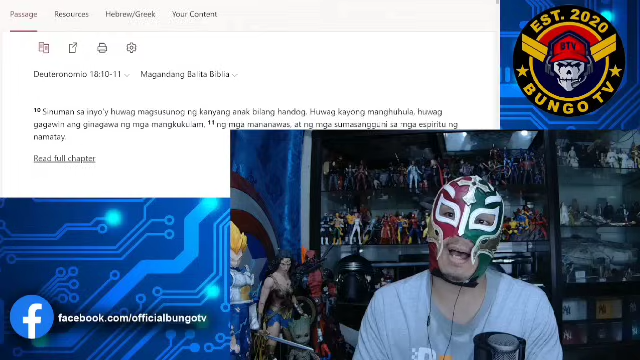 Passage Resources Hebrew/Greek Your Content
Deuteronomio 18:10-11 Magandang Balita Biblia
10 Sinuman sa inyo'y huwag magsusunog ng kanyang anak bilang handog. Huwag kayong manghuhula, huwag
gagawin ang ginagawa ng mga mangkukulam, 11 ng mga mananawas, at ng mga sumasangguni sa mga espiritu ng
namatay.
Read full chapter
EST. 2020
BTV
BUNGO TV
facebook.com/officialbungotv